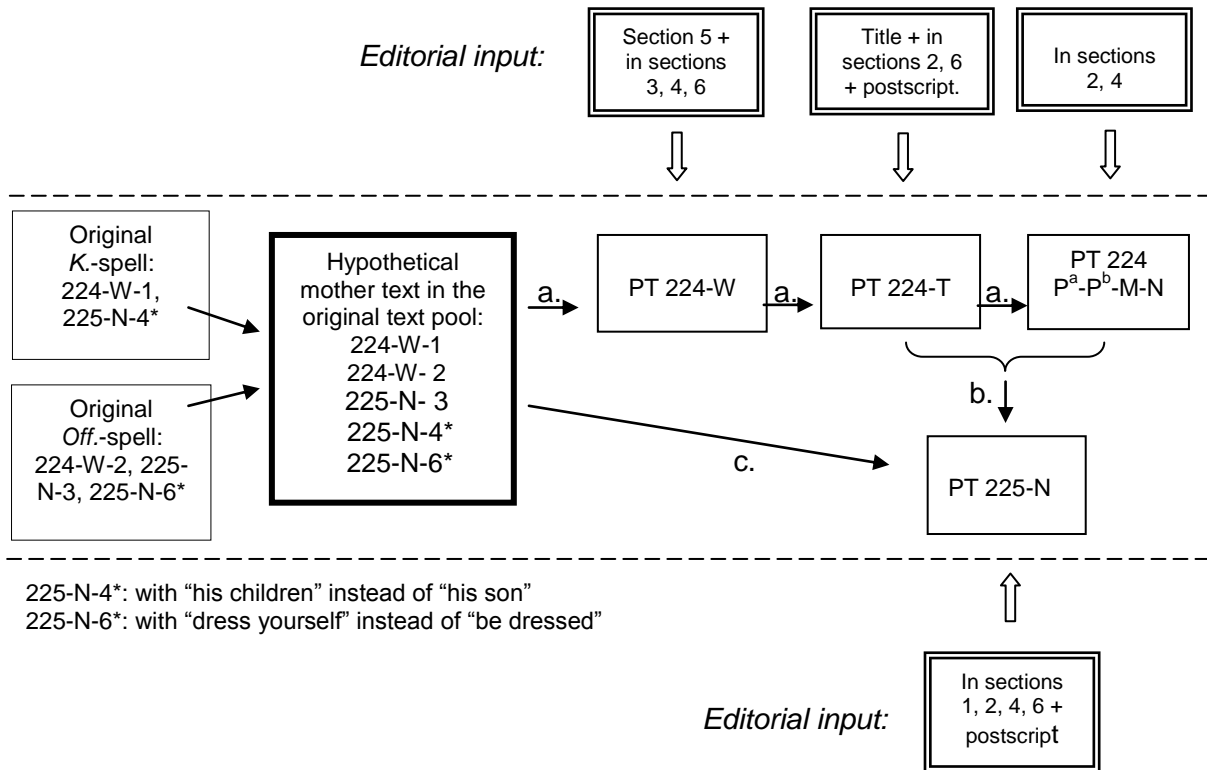 Editorial input:
Section 5 +
in sections
3, 4, 6
Title + in
sections 2, 6
+ postscript.
In sections
2, 4
Original
K.-spell:
224-W-1,
225-N-4*
Original
Off.-spell:
224-W-2, 225-
N-3, 225-N-6*
Hypothetical
mother text in the
original text pool:
224-W-1
224-W- 2
225-N- 3
225-N-4*
225-N-6*
a.
PT 224-W
a.
PT 224-T
a.
PT 224
Pᵃ-Pᵇ-M-N
b.
c.
PT 225-N
225-N-4*: with “his children” instead of “his son”
225-N-6*: with “dress yourself” instead of “be dressed”
Editorial input:
In sections
1, 2, 4, 6 +
postscript